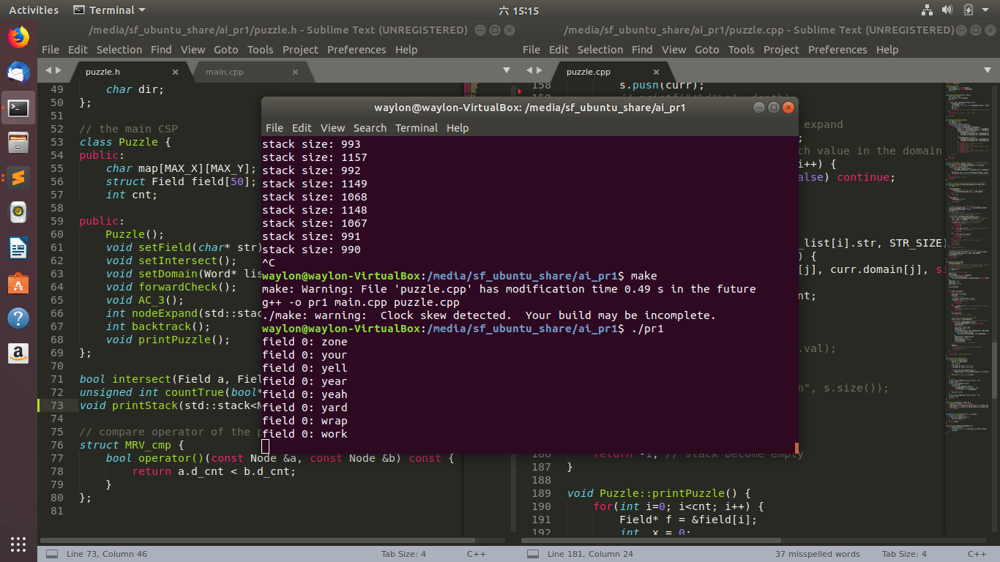 Activities Terminal 六 15:15
/media/sf_ubuntu_share/ai_pr1/puzzle.h - Sublime Text (UNREGISTERED)
/media/sf_ubuntu_share/ai_pr1/puzzle.cpp - Sublime Text (UNREGISTERED)
File Edit Selection Find View Goto Tools Project Preferences Help
File Edit Selection Find View Goto Tools Project Preferences Help
puzzle.h × main.cpp ×
puzzle.cpp ×
49 char dir;
50 };
51
52 // the main CSP
53 class Puzzle {
54 public:
55 char map[MAX_X][MAX_Y];
56 struct Field field[50];
57 int cnt;
58
59 public:
60 Puzzle();
61 void setField(char* str)
62 void setIntersect();
63 void setDomain(Word* lis
64 void forwardCheck();
65 void AC_3();
66 int nodeExpand(std::stac
67 int backtrack();
68 void printPuzzle();
69 };
70
71 bool intersect(Field a, Fiel
72 unsigned int countTrue(bool*
73 void printStack(std::stack<N
74
75 // compare operator of the p
76 struct MRV_cmp {
77 bool operator()(const Node &a, const Node &b) const {
78 return a.d_cnt < b.d_cnt;
79 }
80 };
81
waylon@waylon-VirtualBox: /media/sf_ubuntu_share/ai_pr1
File Edit View Search Terminal Help
stack size: 993
stack size: 1157
stack size: 992
stack size: 1149
stack size: 1068
stack size: 1148
stack size: 1067
stack size: 991
stack size: 990
^C
waylon@waylon-VirtualBox:/media/sf_ubuntu_share/ai_pr1$ make
make: Warning: File 'puzzle.cpp' has modification time 0.49 s in the future
g++ -o pr1 main.cpp puzzle.cpp
./make: warning:  Clock skew detected.  Your build may be incomplete.
waylon@waylon-VirtualBox:/media/sf_ubuntu_share/ai_pr1$ ./pr1
field 0: zone
field 0: your
field 0: yell
field 0: year
field 0: yeah
field 0: yard
field 0: wrap
field 0: work
158 s.push(curr);
expand
;
ch value in the domain
i++) {
alse) continue;
_list[i].str, STR_SIZE)
) {
[j], curr.domain[j], s
nt;
.val);
n", s.size());
186 return -1; // stack become empty
187 }
188
189 void Puzzle::printPuzzle() {
190 for(int i=0; i<cnt; i++) {
191 Field* f = &field[i];
192 int x = 0;
Line 73, Column 46 Tab Size: 4 C++
Line 181, Column 24 37 misspelled words Tab Size: 4 C++